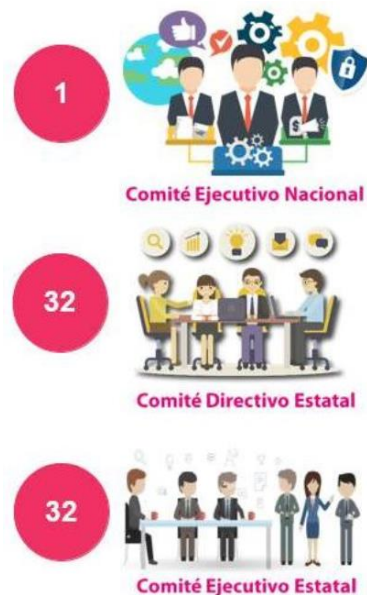 1
Comité Ejecutivo Nacional
32
Comité Directivo Estatal
32
Comité Ejecutivo Estatal